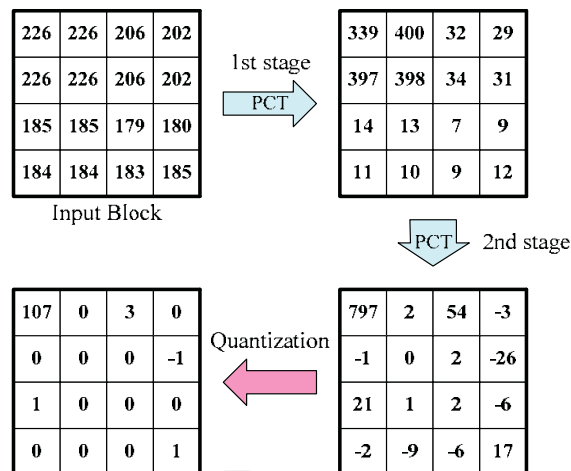 226 226 206 202
226 226 206 202
185 185 179 180
184 184 183 185
Input Block
1st stage
PCT
339 400 32 29
397 398 34 31
14 13 7 9
11 10 9 12
PCT 2nd stage
797 2 54 -3
-1 0 2 -26
21 1 2 -6
-2 -9 -6 17
Quantization
107 0 3 0
0 0 0 -1
1 0 0 0
0 0 0 1